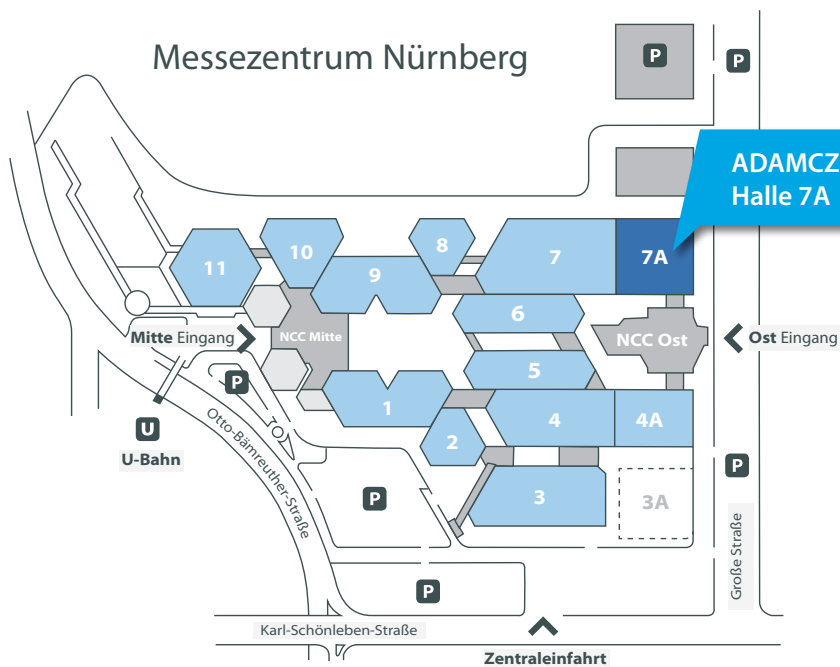 Messezentrum Nürnberg
P
P
ADAMCZ
Halle 7A
11
10
9
8
7
7A
6
NCC Mitte
Mitte Eingang
NCC Ost
Ost Eingang
5
P
1
4
4A
U
U-Bahn
2
Otto-Bämreuther-Straße
P
P
3
3A
Große Straße
P
Karl-Schönleben-Straße
Zentraleinfahrt